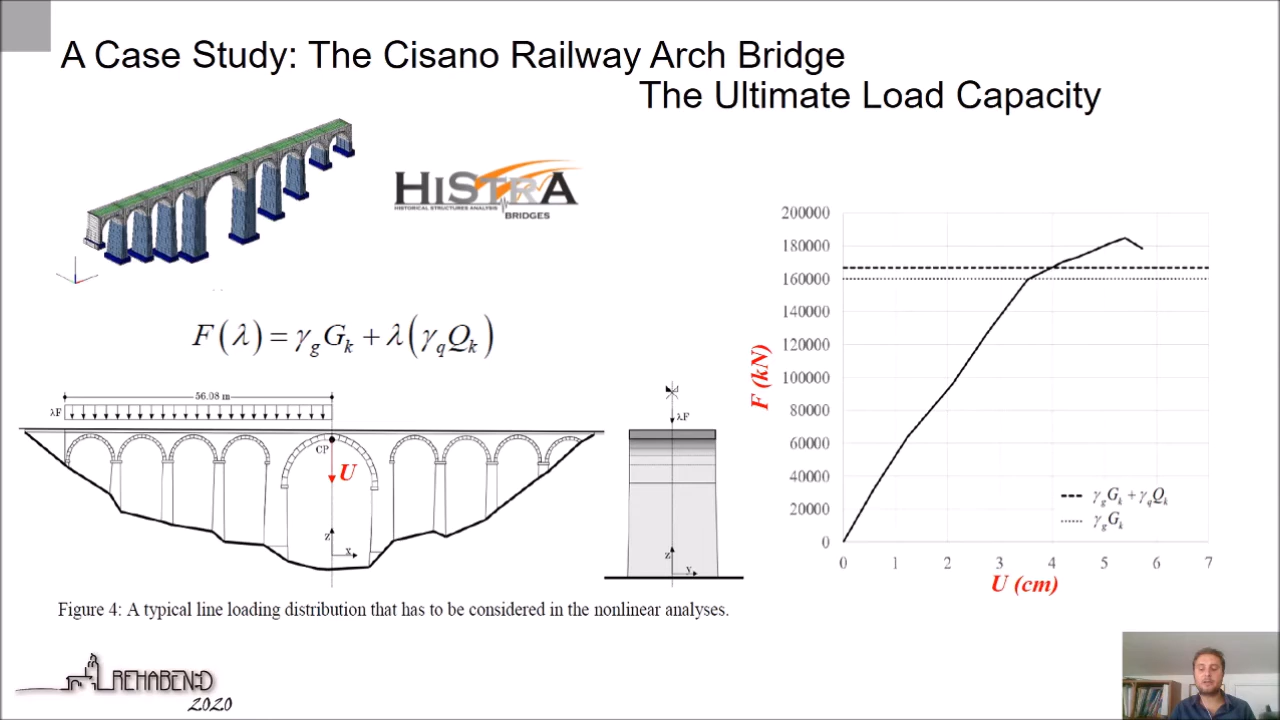 A Case Study: The Cisano Railway Arch Bridge
The Ultimate Load Capacity
HiSTRA
HISTORICAL STRUCTURES ANALYSIS
BRIDGES
F(λ) = γgGk + λ(γqQk)
56.08 m
λF
CP
U
z
x
λF
z
y
Figure 4: A typical line loading distribution that has to be considered in the nonlinear analyses.
F (kN)
200000
180000
160000
140000
120000
100000
80000
60000
40000
20000
0
γgGk + γqQk
γgGk
0 1 2 3 4 5 6 7
U (cm)
REHABEND
2020